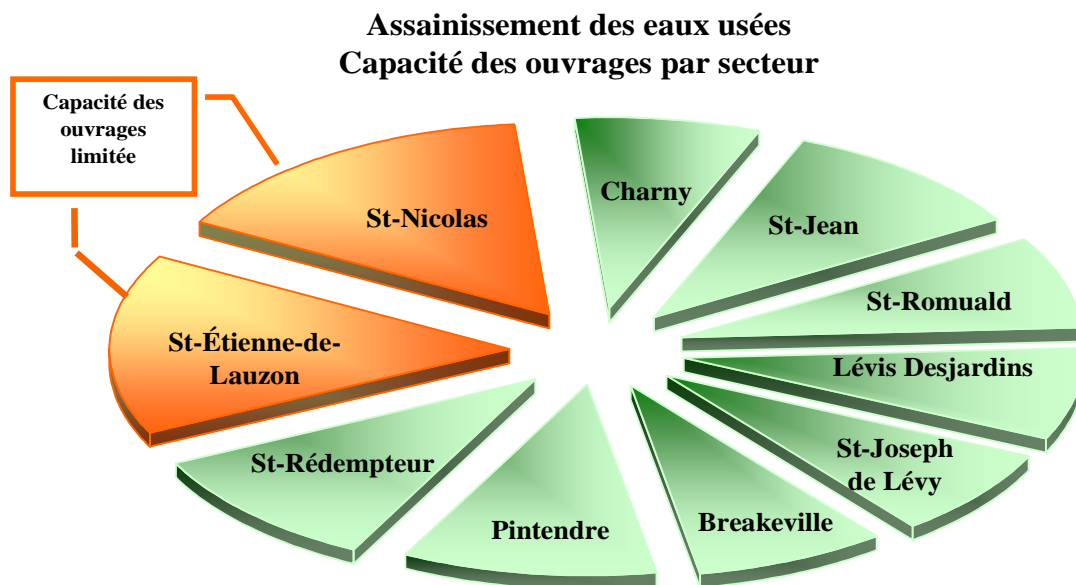 Assainissement des eaux usées
Capacité des ouvrages par secteur
Capacité des
ouvrages
limitée
Charny
St-Nicolas
St-Jean
St-Romuald
St-Étienne-de-
Lauzon
Lévis Desjardins
St-Joseph
de Lévy
St-Rédempteur
Breakeville
Pintendre